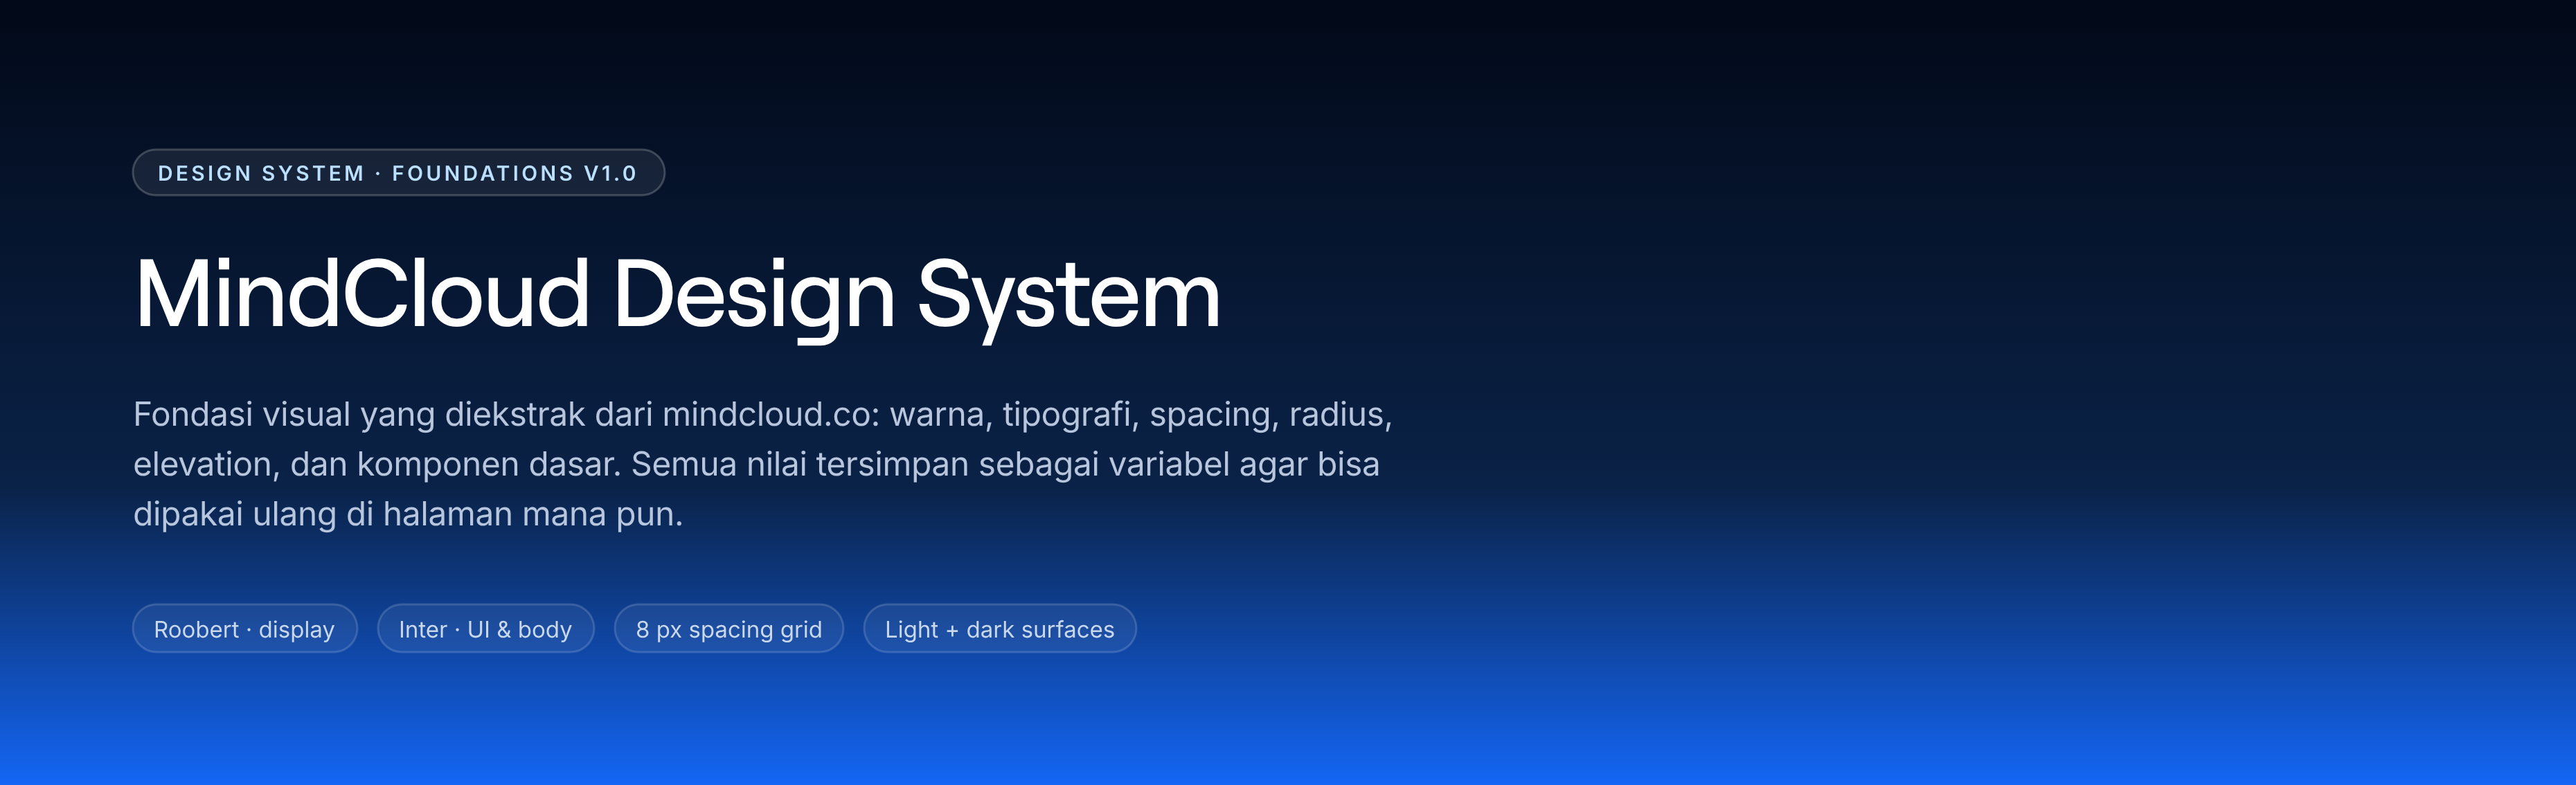 DESIGN SYSTEM · FOUNDATIONS V1.0
MindCloud Design System
Fondasi visual yang diekstrak dari mindcloud.co: warna, tipografi, spacing, radius,
elevation, dan komponen dasar. Semua nilai tersimpan sebagai variabel agar bisa
dipakai ulang di halaman mana pun.
Roobert · display
Inter · UI & body
8 px spacing grid
Light + dark surfaces